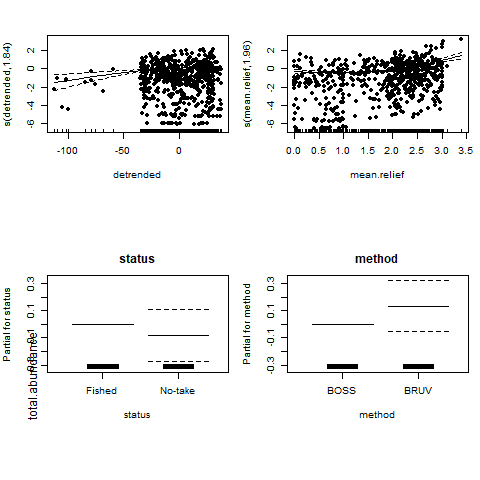 s(detrended,1.84)
2
0
-2
-4
-6
-100
-50
0
detrended
s(mean.relief,1.96)
2
0
-2
-4
-6
0.0 0.5 1.0 1.5 2.0 2.5 3.0 3.5
mean.relief
status
Partial for status
0.3
0.1
-0.1
total.abundance
Fished
No-take
status
method
Partial for method
0.3
0.1
-0.1
-0.3
BOSS
BRUV
method